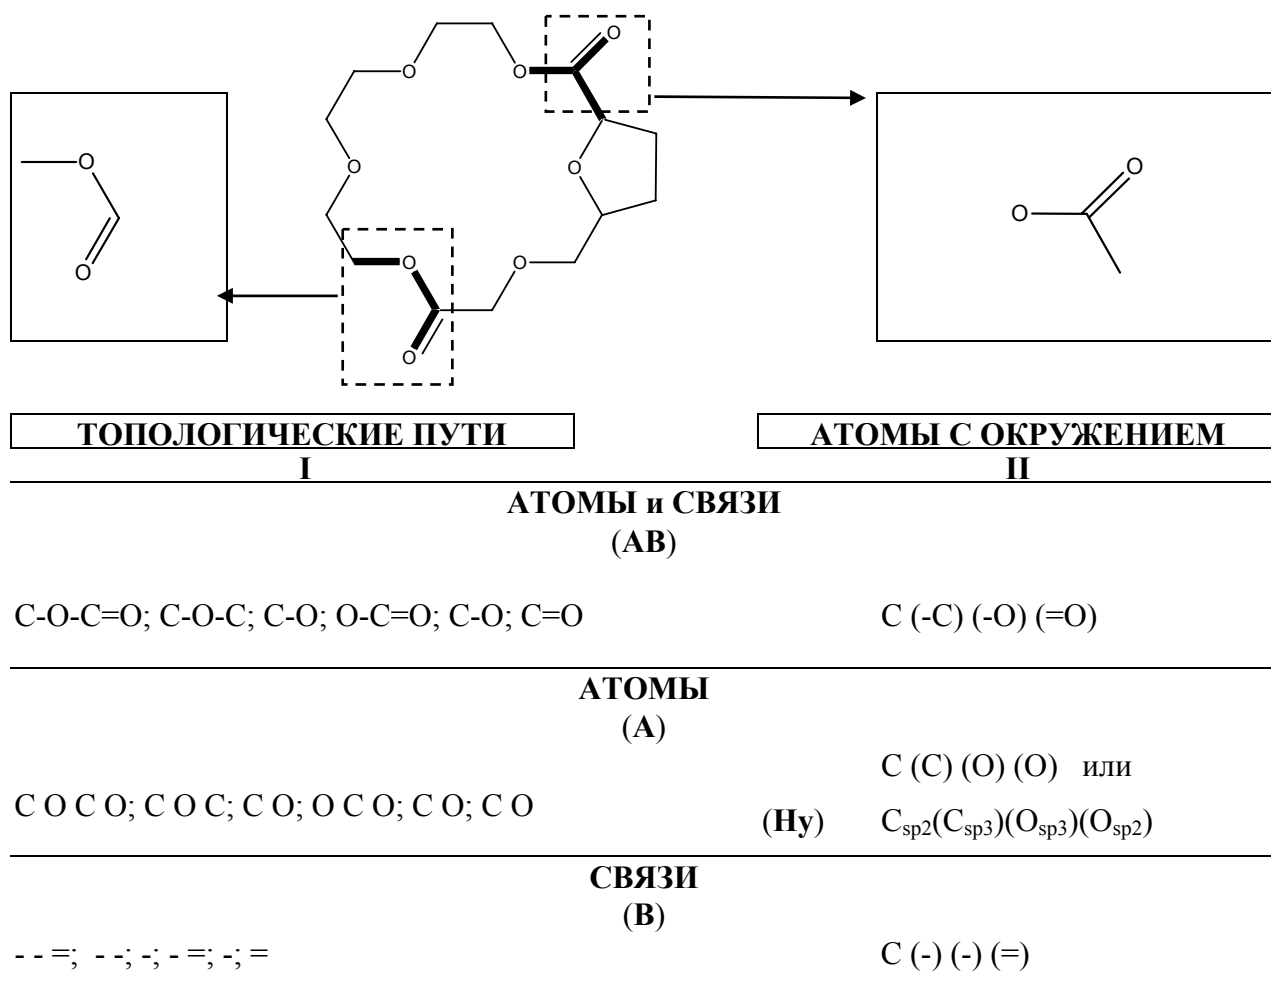 O
O
O
O
O
O
O
O
O
O
O
O
O
ТОПОЛОГИЧЕСКИЕ ПУТИ
АТОМЫ С ОКРУЖЕНИЕМ
I
II
АТОМЫ и СВЯЗИ
(AB)
C-O-C=O; C-O-C; C-O; O-C=O; C-O; C=O
C (-C) (-O) (=O)
АТОМЫ
(A)
C (C) (O) (O) или
C O C O; C O C; C O; O C O; C O; C O
(Hy)
Csp2(Csp3)(Osp3)(Osp2)
СВЯЗИ
(B)
- - =; - -; -; - =; -; =
C (-) (-) (=)